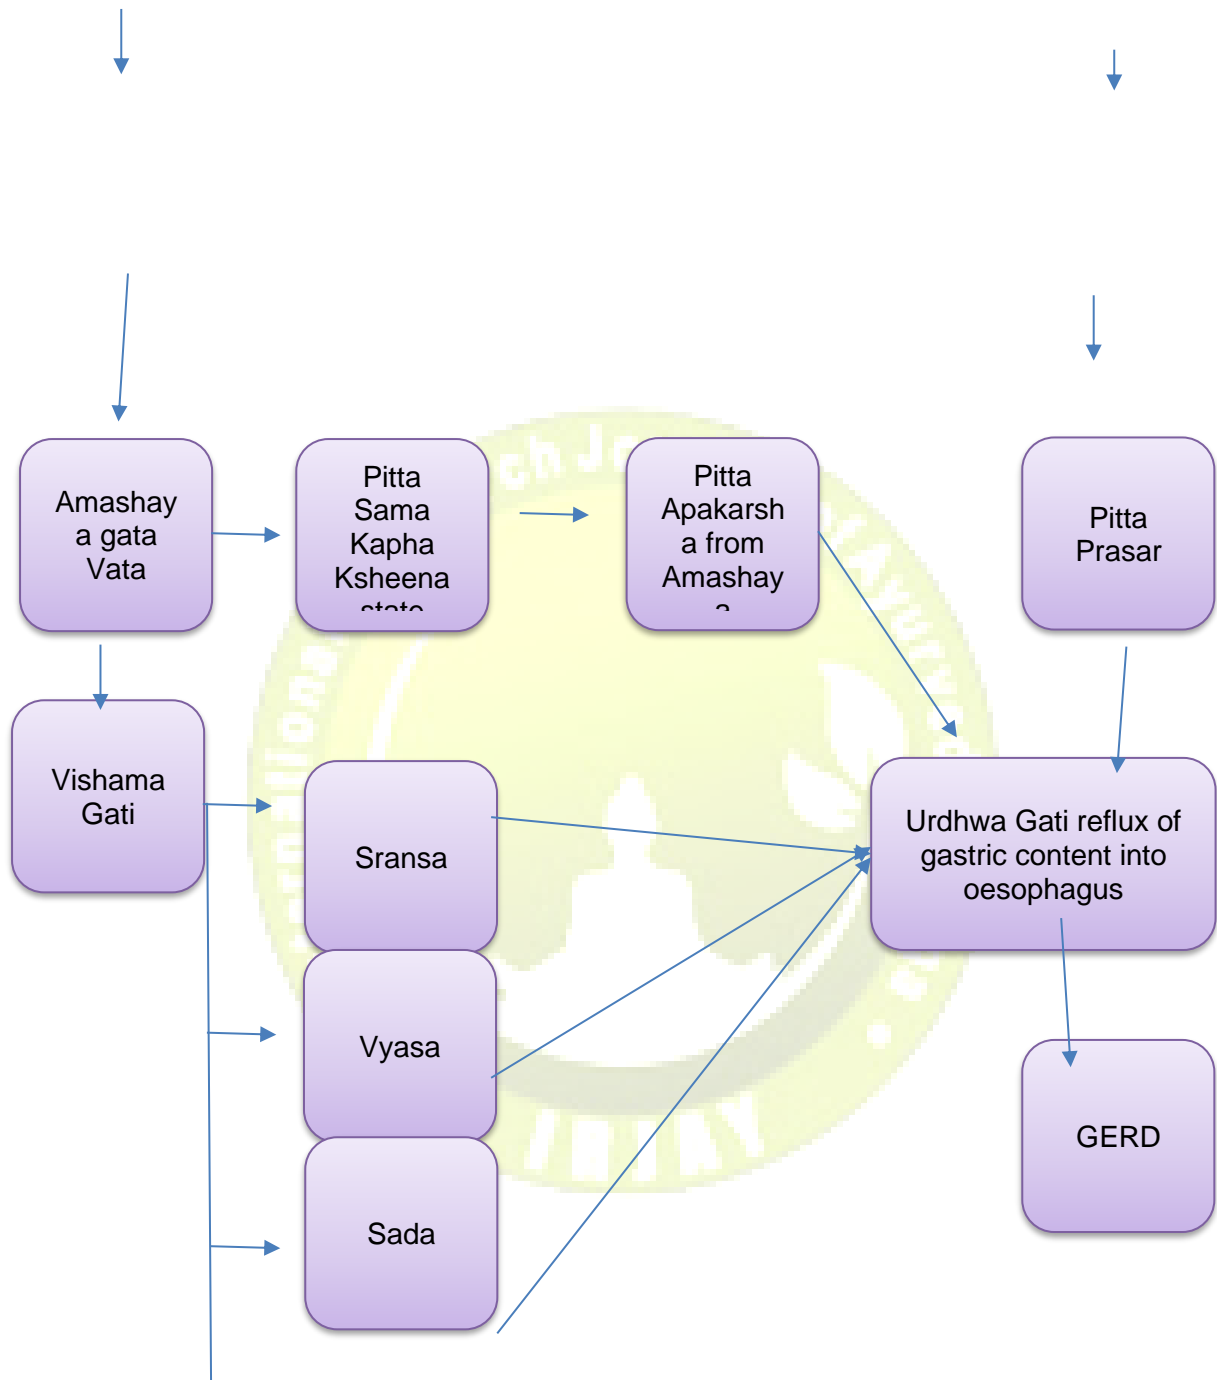 Amashay
a gata
Vata
Pitta
Sama
Kapha
Ksheena
state
Pitta
Apakarsh
a from
Amashay
a
Pitta
Prasar
Vishama
Gati
Sransa
Urdhwa Gati reflux of
gastric content into
oesophagus
Vyasa
GERD
Sada